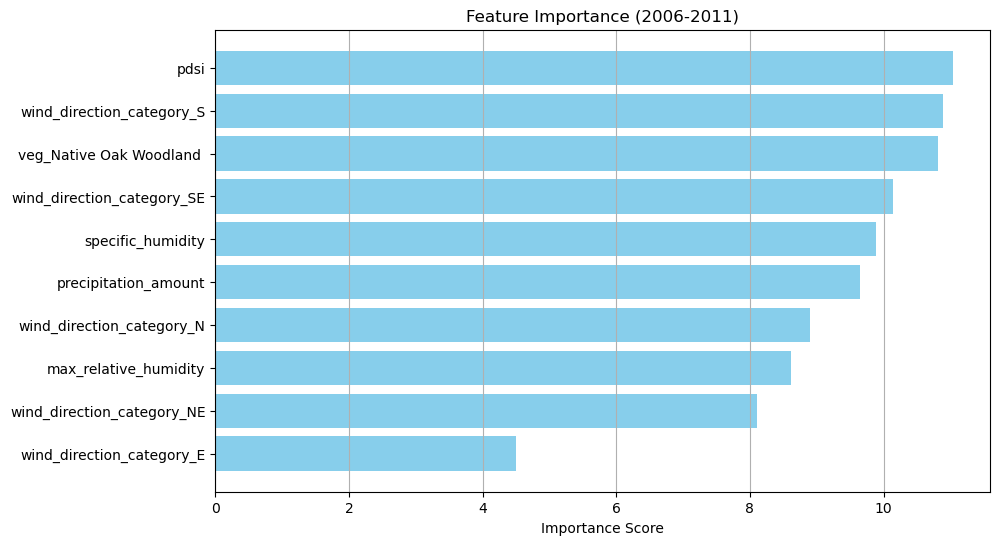 Feature Importance (2006-2011)
pdsi
wind_direction_category_S
veg_Native Oak Woodland
wind_direction_category_SE
specific_humidity
precipitation_amount
wind_direction_category_N
max_relative_humidity
wind_direction_category_NE
wind_direction_category_E
0 2 4 6 8 10
Importance Score